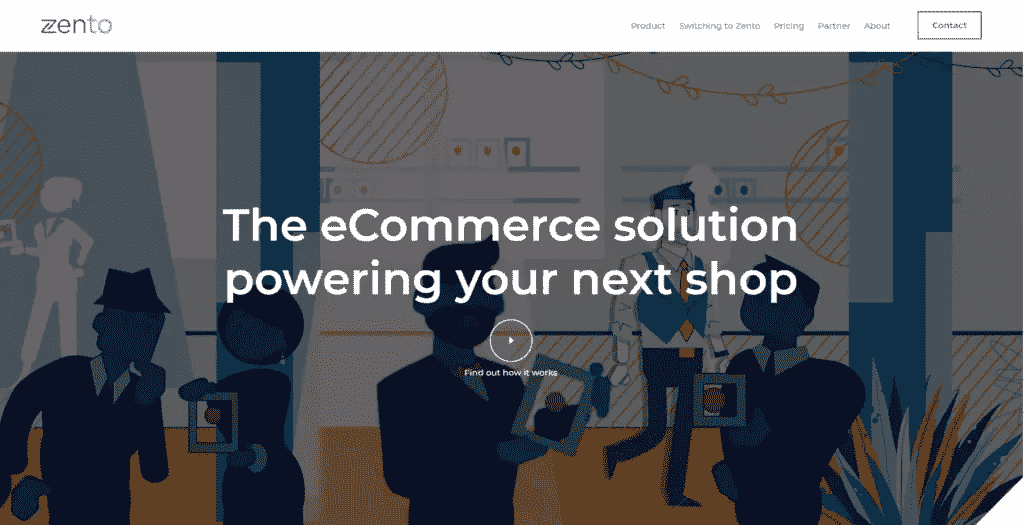 zento
Product Switching to Zento Pricing Partner About Contact
The eCommerce solution
powering your next shop
Find out how it works